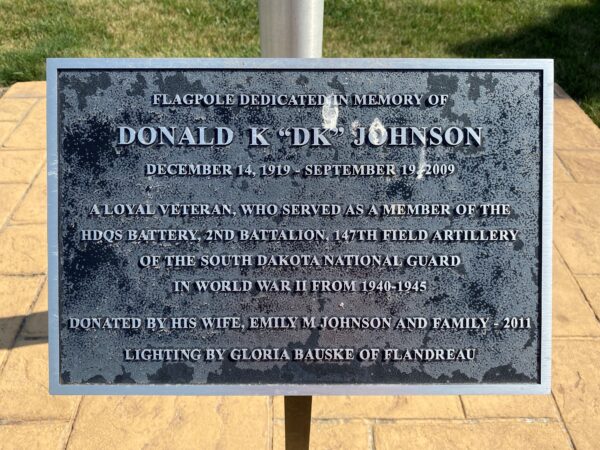 FLAGPOLE DEDICATED IN MEMORY OF
DONALD K “DK” JOHNSON
DECEMBER 14, 1919 - SEPTEMBER 19, 2009
A LOYAL VETERAN, WHO SERVED AS A MEMBER OF THE
HDQS BATTERY, 2ND BATTALION, 147TH FIELD ARTILLERY
OF THE SOUTH DAKOTA NATIONAL GUARD
IN WORLD WAR II FROM 1940-1945
DONATED BY HIS WIFE, EMILY M JOHNSON AND FAMILY - 2011
LIGHTING BY GLORIA BAUSKE OF FLANDREAU